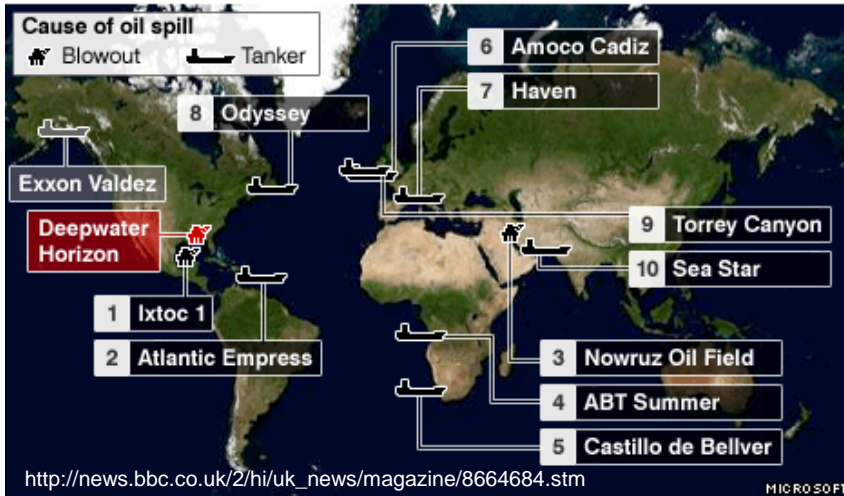 Cause of oil spill
Blowout Tanker
6 Amoco Cadiz
7 Haven
8 Odyssey
Exxon Valdez
Deepwater
Horizon
9 Torrey Canyon
10 Sea Star
1 Ixtoc 1
2 Atlantic Empress
3 Nowruz Oil Field
4 ABT Summer
5 Castillo de Bellver
http://news.bbc.co.uk/2/hi/uk_news/magazine/8664684.stm
MICROSOFT